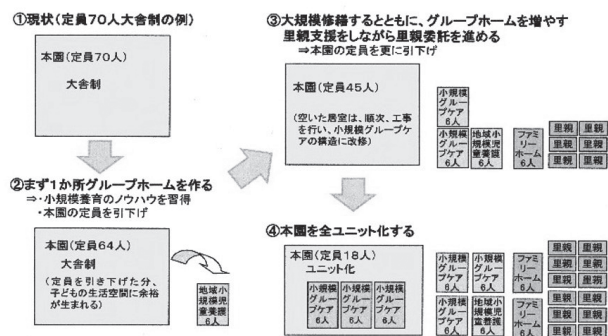 ①現状(定員70人大舎制の例)
本園(定員70人)
大舎制
②まず1か所グループホームを作る
⇒・小規模養育のノウハウを習得
・本園の定員を引下げ
本園(定員64人)
大舎制
(定員を引き下げた分、
子どもの生活空間に余裕
が生まれる)
地域小
規模児
童養護
6人
③大規模修繕するとともに、グループホームを増やす
里親支援をしながら里親委託を進める
⇒本園の定員を更に引下げ
本園(定員45人)
(空いた居室は、順次、工事
を行い、小規模グループケ
アの構造に改修)
小規模
グルー
プケア
6人
小規模
グルー
プケア
6人
地域小
規模児
童養護
6人
ファミ
リー
ホーム
6人
里親 里親
里親 里親
里親 里親
④本園を全ユニット化する
本園(定員18人)
ユニット化
小規模
グルー
プケア
6人
小規模
グルー
プケア
6人
小規模
グルー
プケア
6人
小規模
グルー
プケア
6人
小規模
グルー
プケア
6人
ファミ
リー
ホーム
6人
里親 里親
里親 里親
里親 里親
小規模
グルー
プケア
6人
地域小
規模児
童養護
6人
ファミ
リー
ホーム
6人
里親 里親
里親 里親
里親 里親